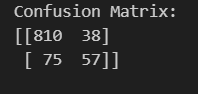 Confusion Matrix:
[[810  38]
 [ 75  57]]